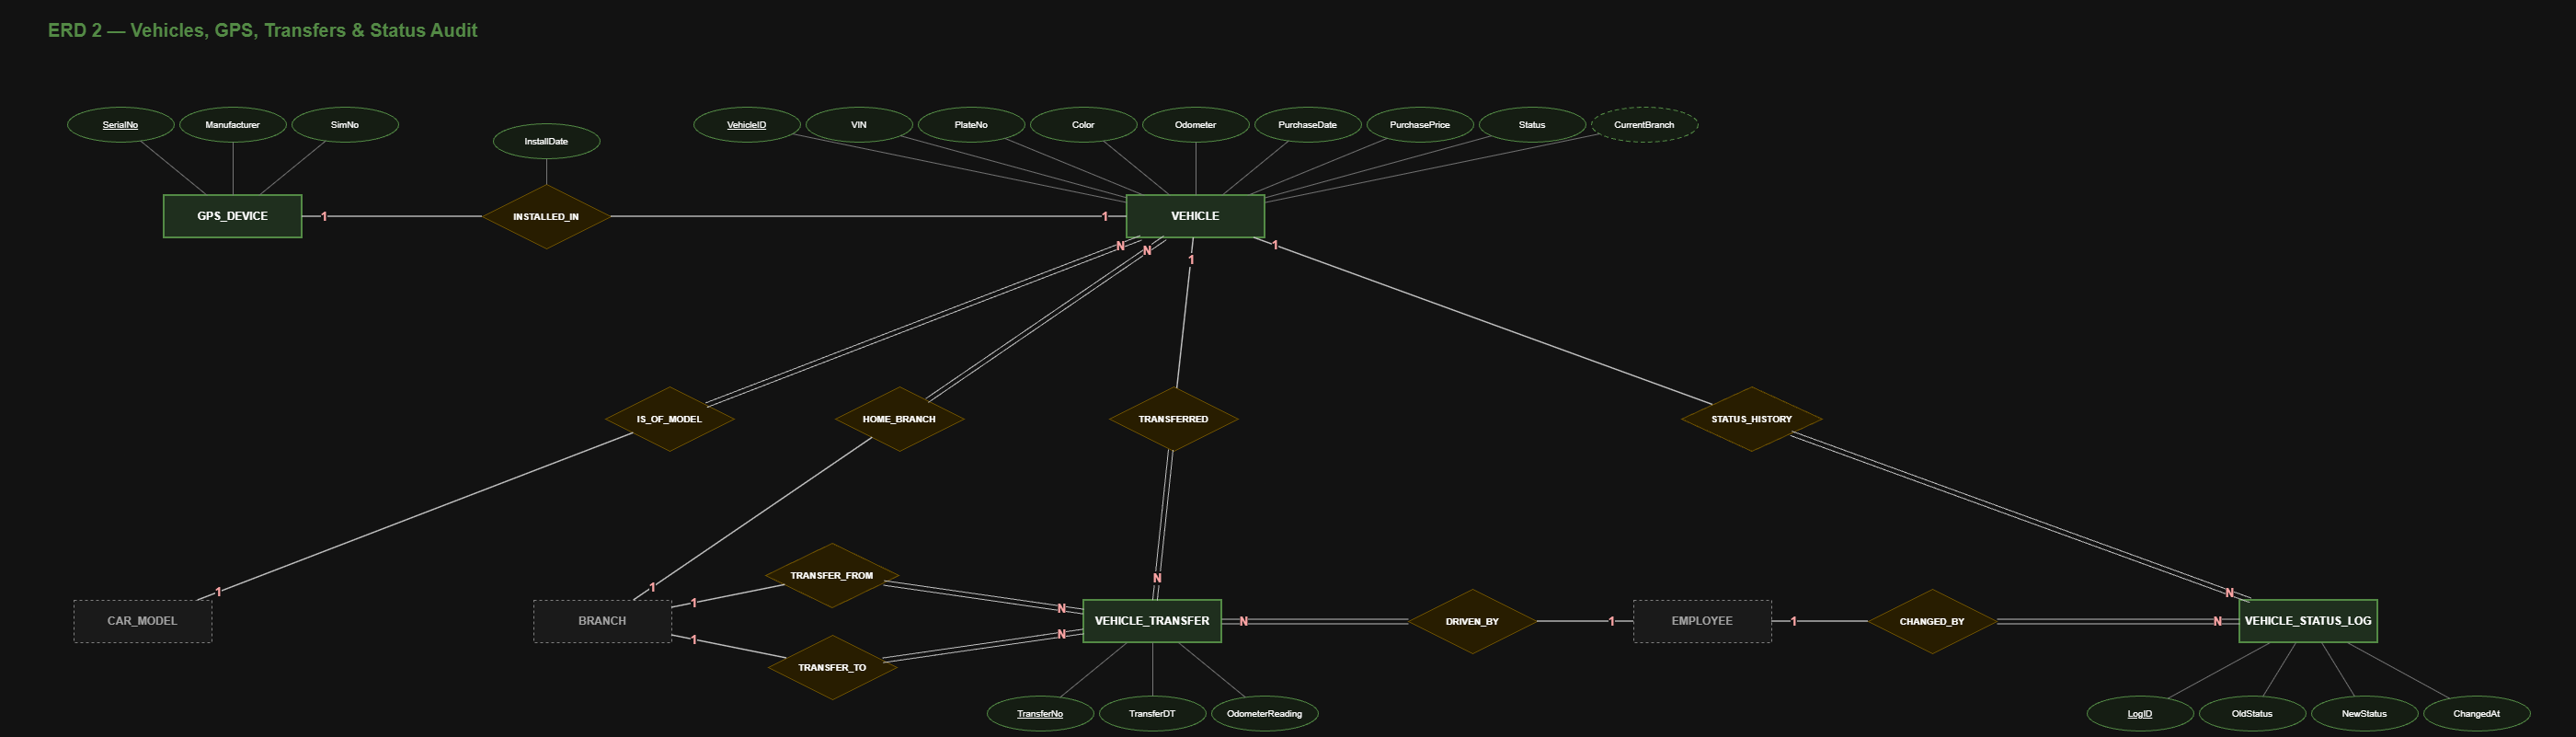 ERD 2 — Vehicles, GPS, Transfers & Status Audit
SerialNo
Manufacturer
SimNo
InstallDate
VehicleID
VIN
PlateNo
Color
Odometer
PurchaseDate
PurchasePrice
Status
CurrentBranch
GPS_DEVICE
1
INSTALLED_IN
1
VEHICLE
N
N
1
1
IS_OF_MODEL
HOME_BRANCH
TRANSFERRED
STATUS_HISTORY
1
1
TRANSFER_FROM
1
N
N
N
CAR_MODEL
BRANCH
VEHICLE_TRANSFER
N
DRIVEN_BY
1
EMPLOYEE
1
CHANGED_BY
N
VEHICLE_STATUS_LOG
1
N
TRANSFER_TO
TransferNo
TransferDT
OdometerReading
LogID
OldStatus
NewStatus
ChangedAt